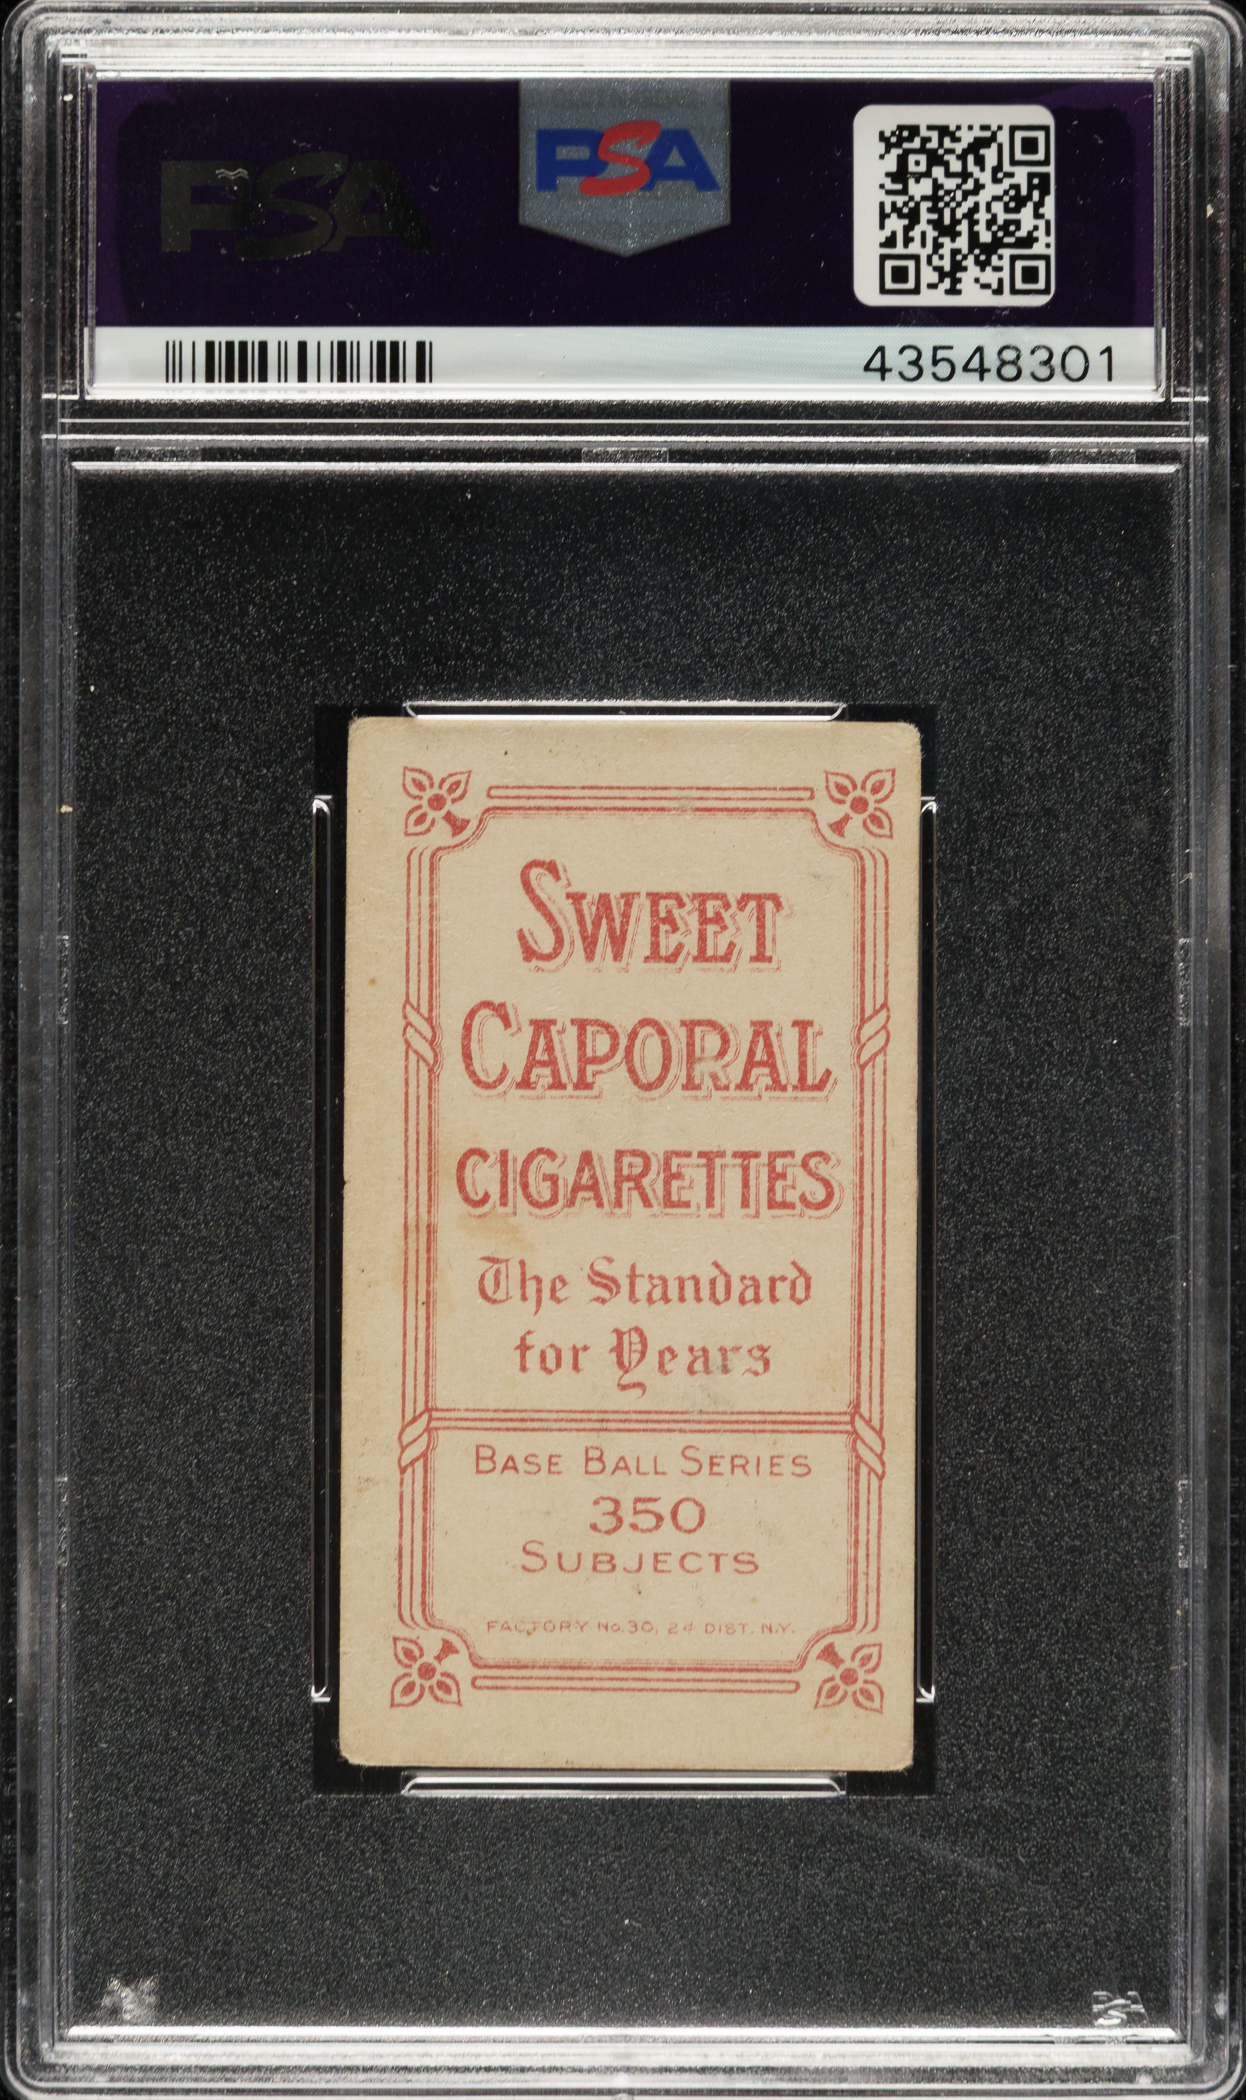 PSA
PSA
43548301
SWEET
CAPORAL
CIGARETTES
The Standard
for Years
BASE BALL SERIES
350
SUBJECTS
FACTORY No. 30, 2d DIST. N.Y.
PSA